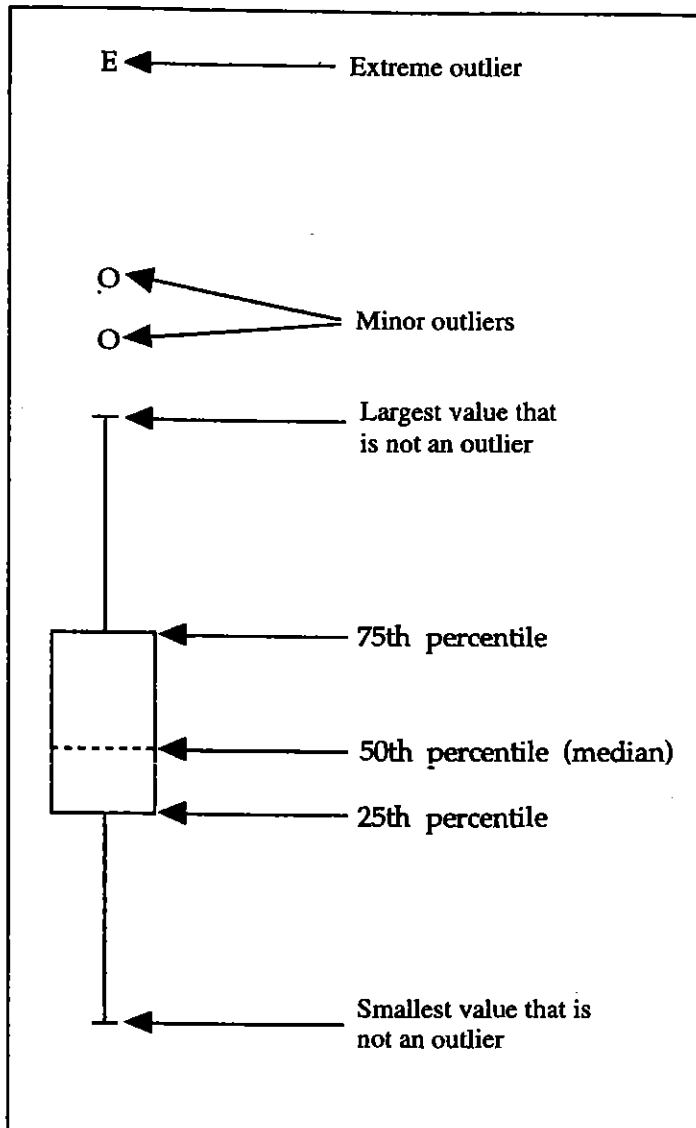 E
Extreme outlier
O
O
Minor outliers
Largest value that
is not an outlier
75th percentile
50th percentile (median)
25th percentile
Smallest value that is
not an outlier